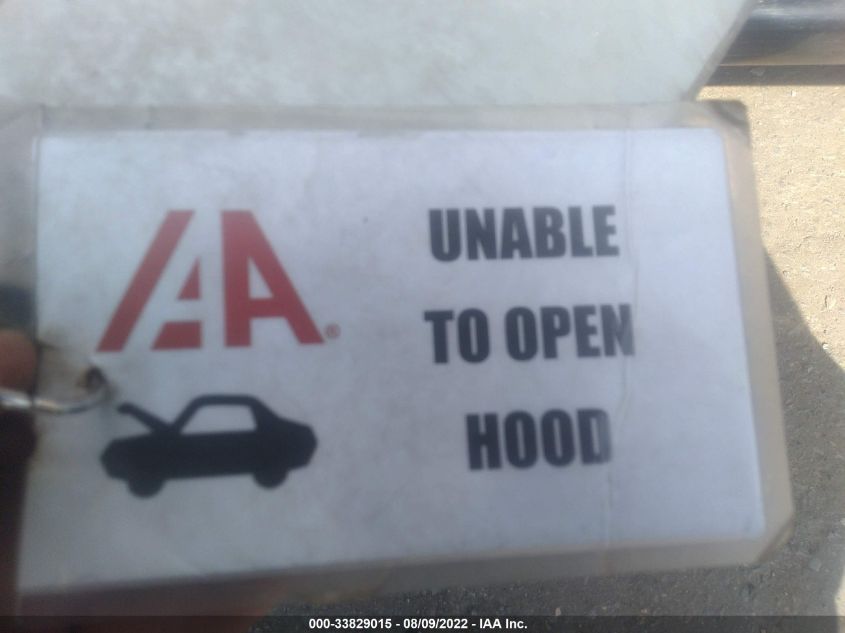 IAA®
UNABLE
TO OPEN
HOOD
000-33829015 - 08/09/2022 - IAA Inc.